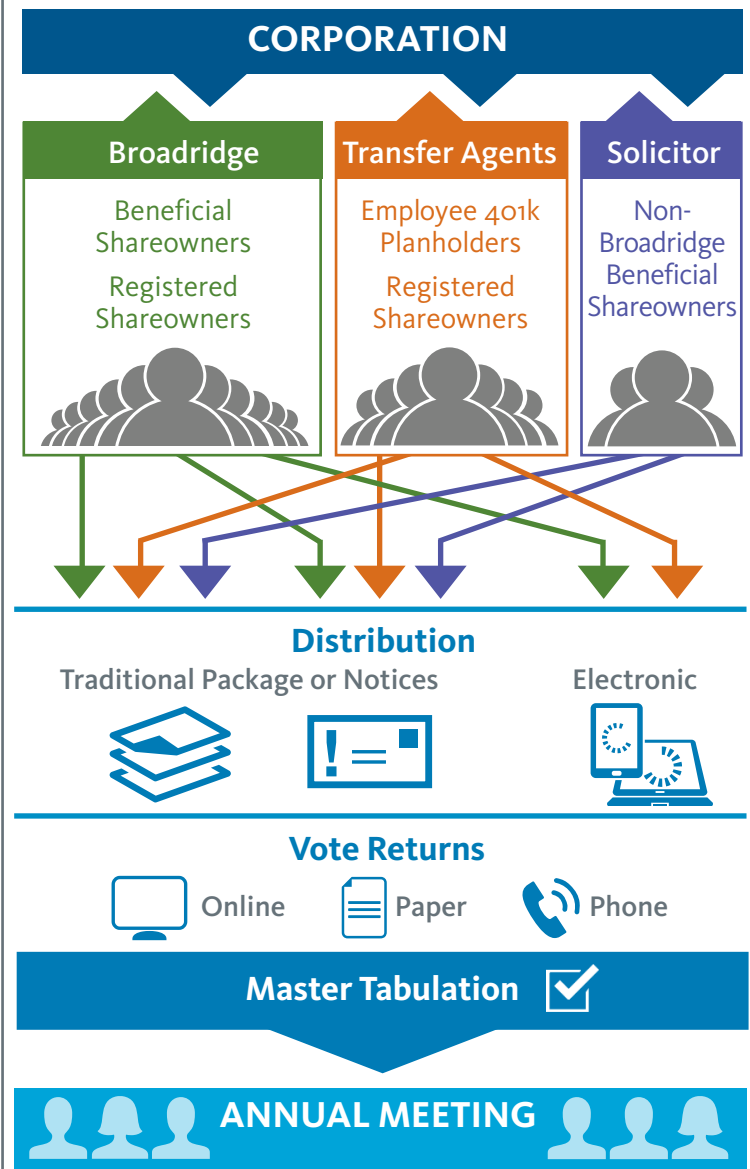 CORPORATION
Broadridge
Beneficial
Shareowners
Registered
Shareowners
Transfer Agents
Employee 401k
Planholders
Registered
Shareowners
Solicitor
Non-
Broadridge
Beneficial
Shareowners
Distribution
Traditional Package or Notices
Electronic
Vote Returns
Online
Paper
Phone
Master Tabulation
ANNUAL MEETING